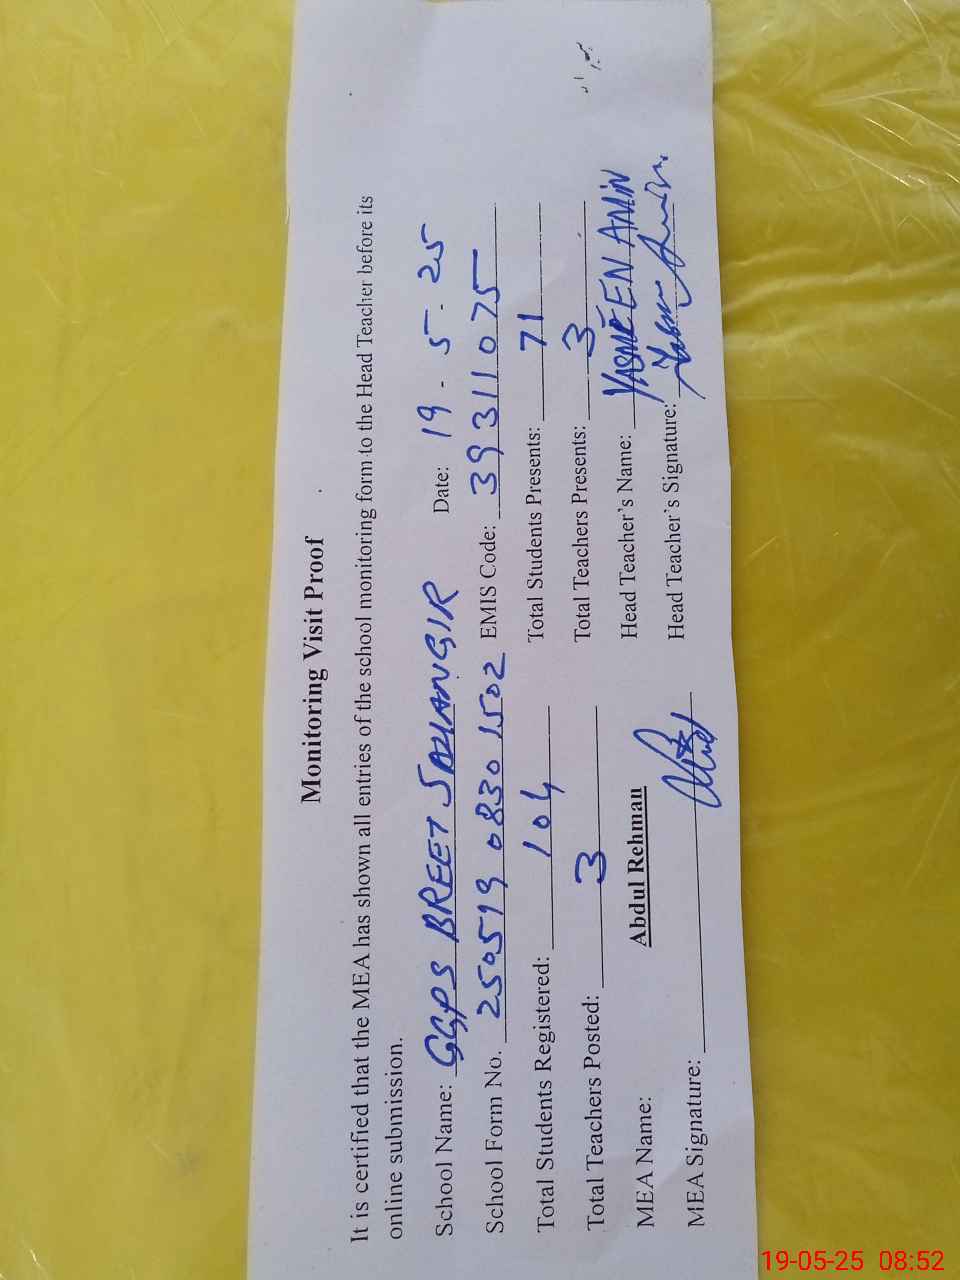 Monitoring Visit Proof
It is certified that the MEA has shown all entries of the school monitoring form to the Head Teacher before its
online submission.
School Name: GGPS BREET SAZIANGIR Date: 19 - 5 - 25
School Form No. 250519 0830 1502 EMIS Code: 39311075
Total Students Registered: 104 Total Students Presents: 71
Total Teachers Posted: 3 Total Teachers Presents: 3
MEA Name: Abdul Rehman Head Teacher's Name: YASMEEN AMIN
MEA Signature: Head Teacher's Signature:
19-05-25 08:52